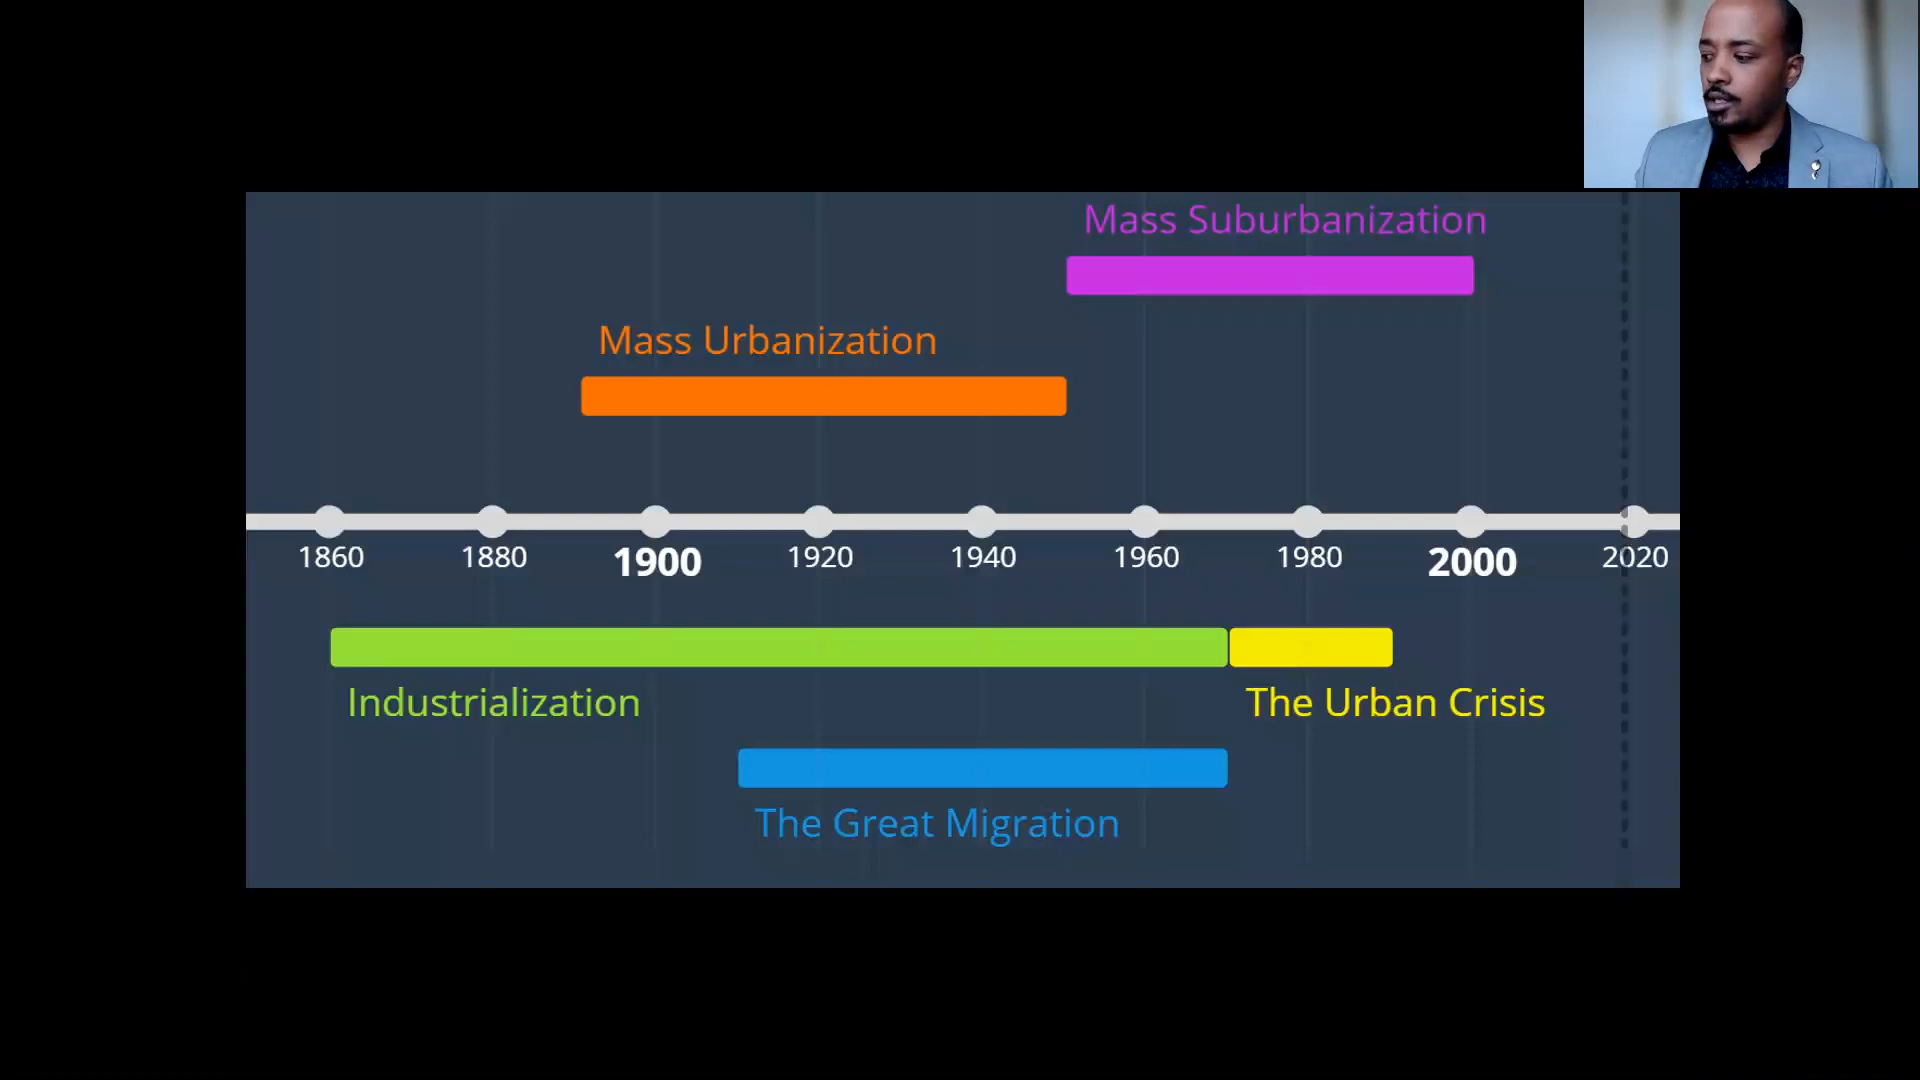 Mass Suburbanization
Mass Urbanization
1860 1880 1900 1920 1940 1960 1980 2000 2020
Industrialization The Urban Crisis
The Great Migration